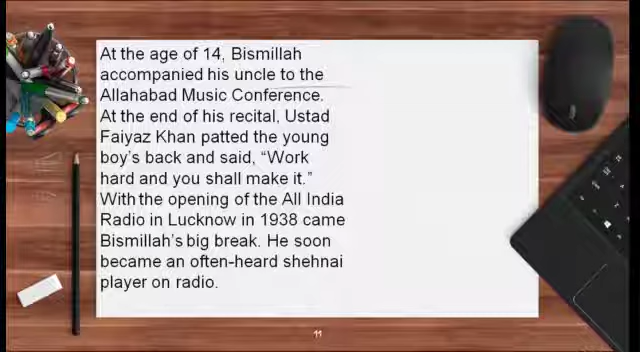 At the age of 14, Bismillah
accompanied his uncle to the
Allahabad Music Conference.
At the end of his recital, Ustad
Faiyaz Khan patted the young
boy's back and said, “Work
hard and you shall make it.”
With the opening of the All India
Radio in Lucknow in 1938 came
Bismillah's big break. He soon
became an often-heard shehnai
player on radio.
11